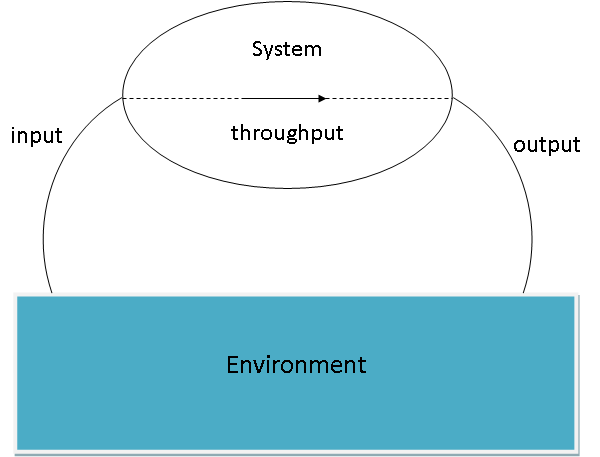 System
input
throughput
output
Environment